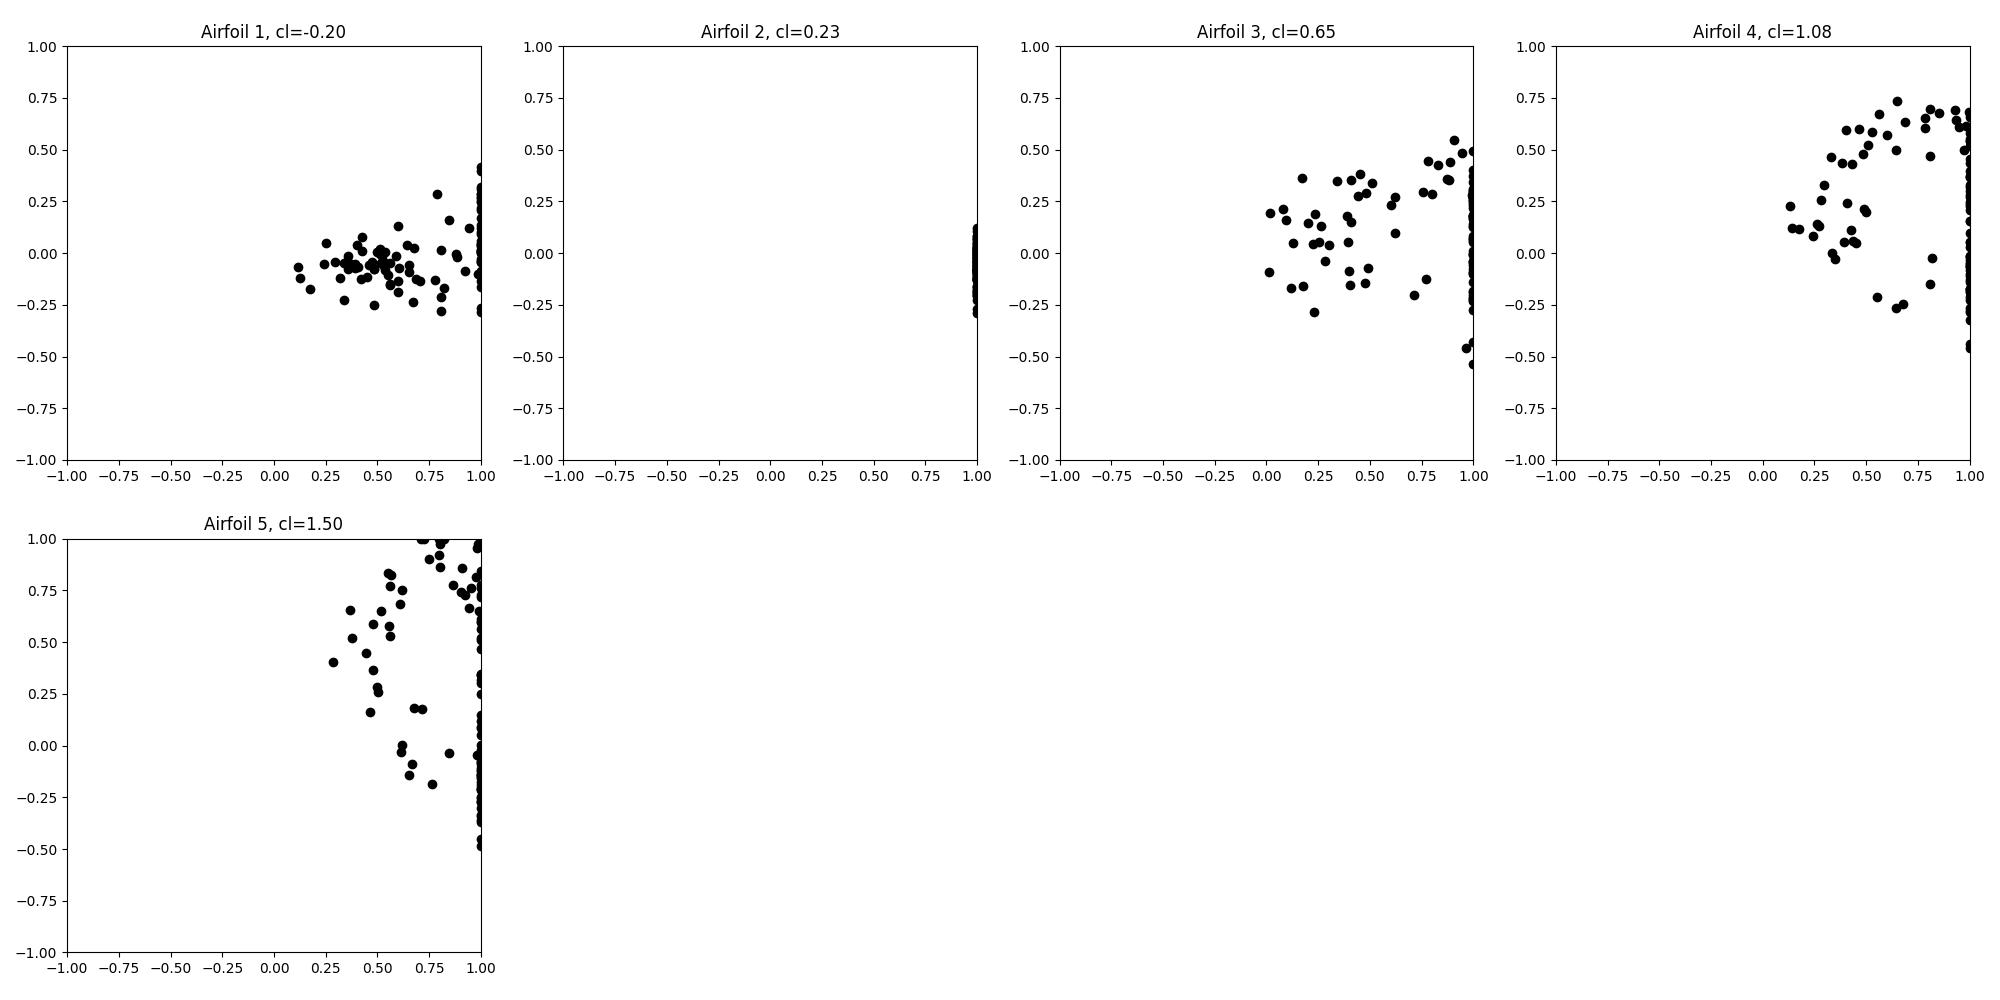 Airfoil 1, cl=-0.20
Airfoil 2, cl=0.23
Airfoil 3, cl=0.65
Airfoil 4, cl=1.08
1.00 1.00 1.00 1.00
0.75 0.75 0.75 0.75
0.50 0.50 0.50 0.50
0.25 0.25 0.25 0.25
0.00 0.00 0.00 0.00
−0.25 −0.25 −0.25 −0.25
−0.50 −0.50 −0.50 −0.50
−0.75 −0.75 −0.75 −0.75
−1.00 −1.00 −1.00 −1.00
−1.00 −0.75 −0.50 −0.25 0.00 0.25 0.50 0.75 1.00
−1.00 −0.75 −0.50 −0.25 0.00 0.25 0.50 0.75 1.00
−1.00 −0.75 −0.50 −0.25 0.00 0.25 0.50 0.75 1.00
−1.00 −0.75 −0.50 −0.25 0.00 0.25 0.50 0.75 1.00
Airfoil 5, cl=1.50
1.00
0.75
0.50
0.25
0.00
−0.25
−0.50
−0.75
−1.00
−1.00 −0.75 −0.50 −0.25 0.00 0.25 0.50 0.75 1.00